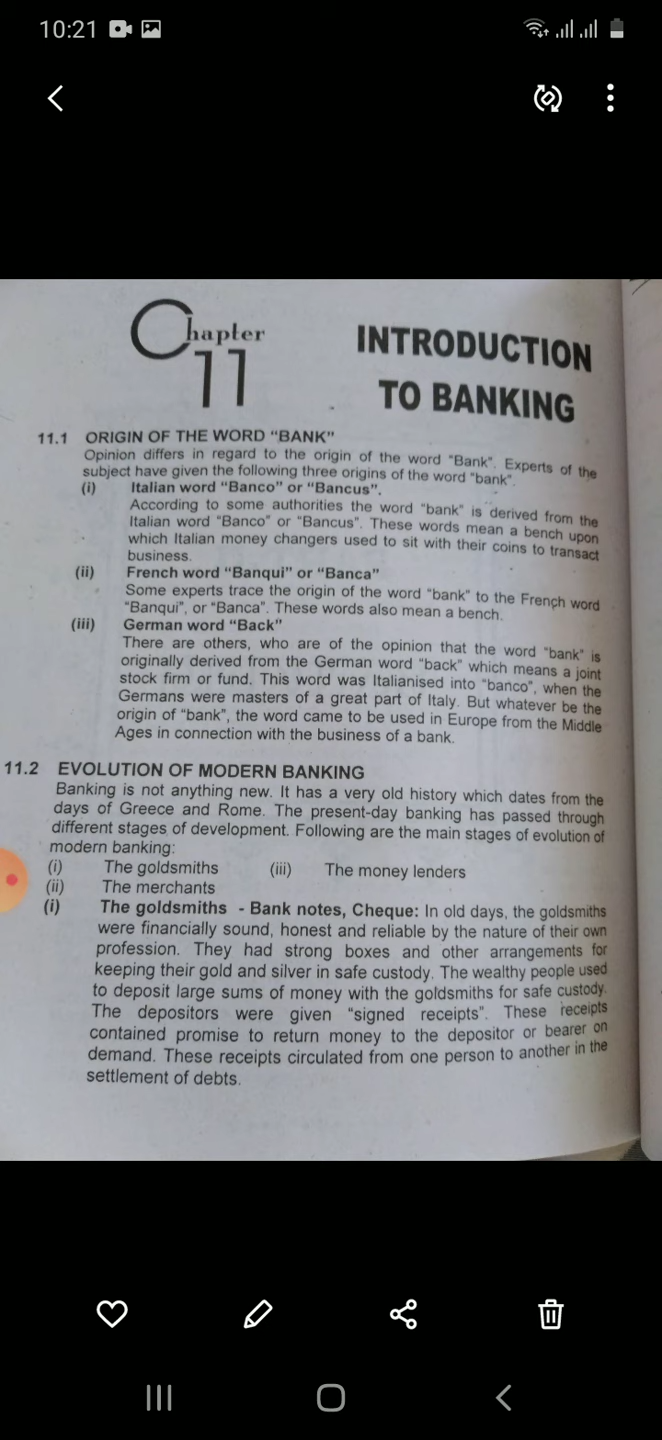 10:21
Chapter
11
INTRODUCTION
TO BANKING
11.1 ORIGIN OF THE WORD "BANK"
Opinion differs in regard to the origin of the word "Bank". Experts of the
subject have given the following three origins of the word "bank".
(i) Italian word "Banco" or "Bancus".
According to some authorities the word "bank" is derived from the
Italian word "Banco" or "Bancus". These words mean a bench upon
which Italian money changers used to sit with their coins to transact
business.
(ii) French word "Banqui" or "Banca"
Some experts trace the origin of the word "bank" to the French word
"Banqui", or "Banca". These words also mean a bench.
(iii) German word "Back"
There are others, who are of the opinion that the word "bank" is
originally derived from the German word "back" which means a joint
stock firm or fund. This word was Italianised into "banco", when the
Germans were masters of a great part of Italy. But whatever be the
origin of "bank", the word came to be used in Europe from the Middle
Ages in connection with the business of a bank.
11.2 EVOLUTION OF MODERN BANKING
Banking is not anything new. It has a very old history which dates from the
days of Greece and Rome. The present-day banking has passed through
different stages of development. Following are the main stages of evolution of
modern banking:
(i) The goldsmiths (iii) The money lenders
(ii) The merchants
(i) The goldsmiths - Bank notes, Cheque: In old days, the goldsmiths
were financially sound, honest and reliable by the nature of their own
profession. They had strong boxes and other arrangements for
keeping their gold and silver in safe custody. The wealthy people used
to deposit large sums of money with the goldsmiths for safe custody.
The depositors were given "signed receipts". These receipts
contained promise to return money to the depositor or bearer on
demand. These receipts circulated from one person to another in the
settlement of debts.